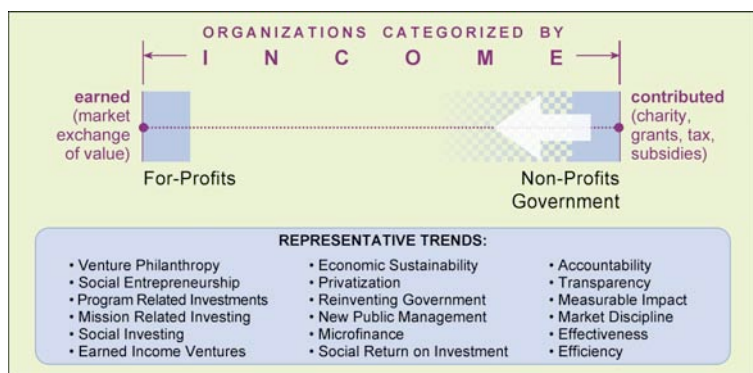 ORGANIZATIONS CATEGORIZED BY
INCOME
earned
(market
exchange
of value)
contributed
(charity,
grants, tax,
subsidies)
For-Profits
Non-Profits
Government
REPRESENTATIVE TRENDS:
• Venture Philanthropy
• Social Entrepreneurship
• Program Related Investments
• Mission Related Investing
• Social Investing
• Earned Income Ventures
• Economic Sustainability
• Privatization
• Reinventing Government
• New Public Management
• Microfinance
• Social Return on Investment
• Accountability
• Transparency
• Measurable Impact
• Market Discipline
• Effectiveness
• Efficiency